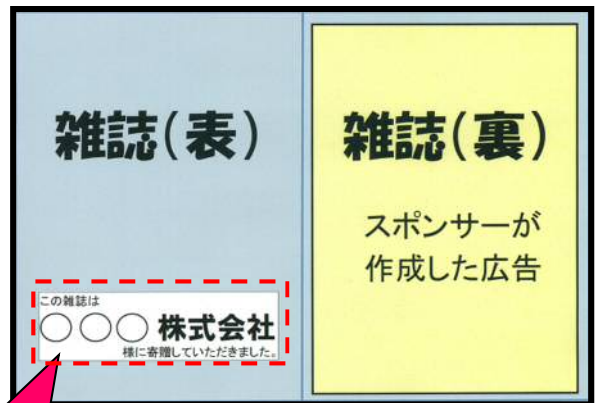 雑誌(表)
この雑誌は
○○○ 株式会社
様に寄贈していただきました。
雑誌(裏)
スポンサーが
作成した広告